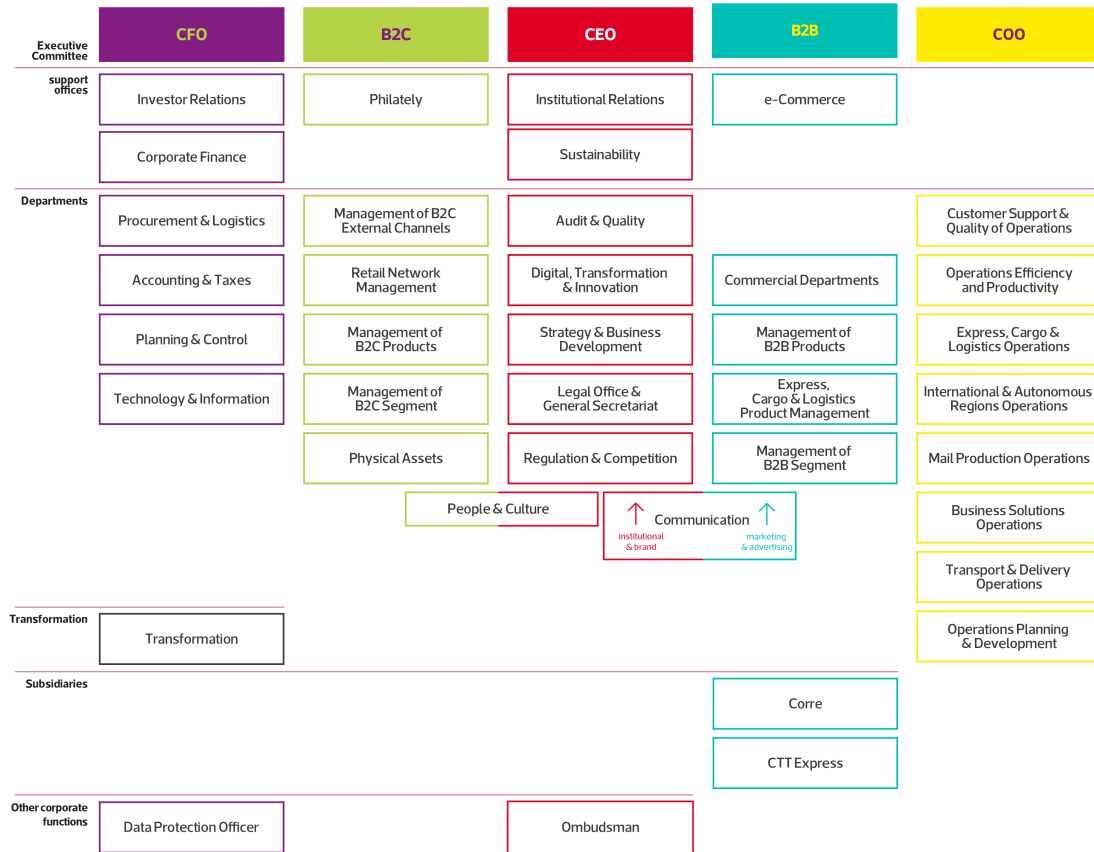 CFO
B2C
CEO
B2B
COO
Executive
Committee
support
offices
Investor Relations
Philately
Institutional Relations
e-Commerce
Corporate Finance
Sustainability
Departments
Procurement & Logistics
Management of B2C
External Channels
Audit & Quality
Customer Support &
Quality of Operations
Accounting & Taxes
Retail Network
Management
Digital, Transformation
& Innovation
Commercial Departments
Operations Efficiency
and Productivity
Planning & Control
Management of
B2C Products
Strategy & Business
Development
Management of
B2B Products
Express, Cargo &
Logistics Operations
Technology & Information
Management of
B2C Segment
Legal Office &
General Secretariat
Express,
Cargo & Logistics
Product Management
International & Autonomous
Regions Operations
Physical Assets
Regulation & Competition
Management of
B2B Segment
Mail Production Operations
People & Culture
Communication
institutional
& brand
marketing
& advertising
Business Solutions
Operations
Transport & Delivery
Operations
Transformation
Transformation
Operations Planning
& Development
Subsidiaries
Corre
CTT Express
Other corporate
functions
Data Protection Officer
Ombudsman